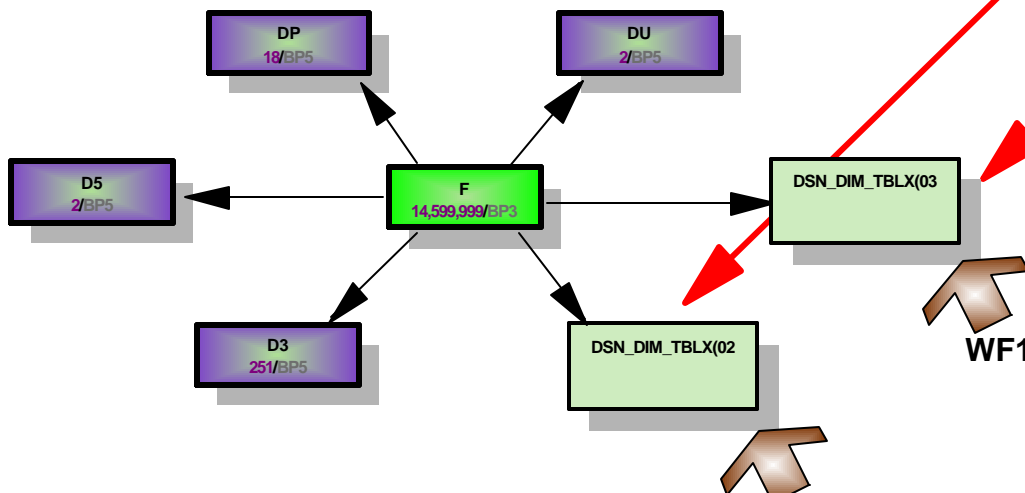 DP
18/BP5
DU
2/BP5
D5
2/BP5
F
14,599,999/BP3
DSN_DIM_TBLX(03
D3
251/BP5
DSN_DIM_TBLX(02
WF1